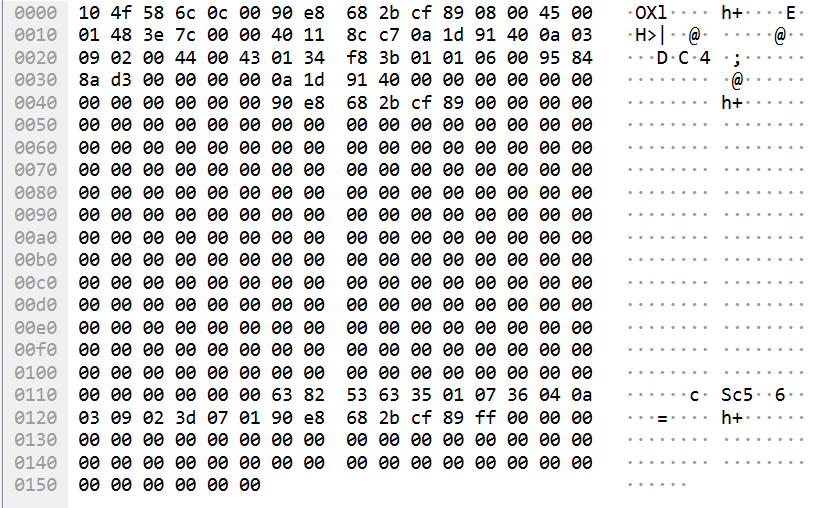 0000 10 4f 58 6c 0c 00 90 e8 68 2b cf 89 08 00 45 00 ·OXl···· h+····E·
0010 01 48 3e 7c 00 00 40 11 8c c7 0a 1d 91 40 0a 03 ·H>|··@· ·····@··
0020 09 02 00 44 00 43 01 34 f8 3b 01 01 06 00 95 84 ···D·C·4 ·;······
0030 8a d3 00 00 00 00 0a 1d 91 40 00 00 00 00 00 00 ········ ·@······
0040 00 00 00 00 00 00 90 e8 68 2b cf 89 00 00 00 00 ········ h+······
0050 00 00 00 00 00 00 00 00 00 00 00 00 00 00 00 00 ········ ········
0060 00 00 00 00 00 00 00 00 00 00 00 00 00 00 00 00 ········ ········
0070 00 00 00 00 00 00 00 00 00 00 00 00 00 00 00 00 ········ ········
0080 00 00 00 00 00 00 00 00 00 00 00 00 00 00 00 00 ········ ········
0090 00 00 00 00 00 00 00 00 00 00 00 00 00 00 00 00 ········ ········
00a0 00 00 00 00 00 00 00 00 00 00 00 00 00 00 00 00 ········ ········
00b0 00 00 00 00 00 00 00 00 00 00 00 00 00 00 00 00 ········ ········
00c0 00 00 00 00 00 00 00 00 00 00 00 00 00 00 00 00 ········ ········
00d0 00 00 00 00 00 00 00 00 00 00 00 00 00 00 00 00 ········ ········
00e0 00 00 00 00 00 00 00 00 00 00 00 00 00 00 00 00 ········ ········
00f0 00 00 00 00 00 00 00 00 00 00 00 00 00 00 00 00 ········ ········
0100 00 00 00 00 00 00 00 00 00 00 00 00 00 00 00 00 ········ ········
0110 00 00 00 00 00 00 63 82 53 63 35 01 07 36 04 0a ······c· Sc5··6··
0120 03 09 02 3d 07 01 90 e8 68 2b cf 89 ff 00 00 00 ···=···· h+······
0130 00 00 00 00 00 00 00 00 00 00 00 00 00 00 00 00 ········ ········
0140 00 00 00 00 00 00 00 00 00 00 00 00 00 00 00 00 ········ ········
0150 00 00 00 00 00 00 ······